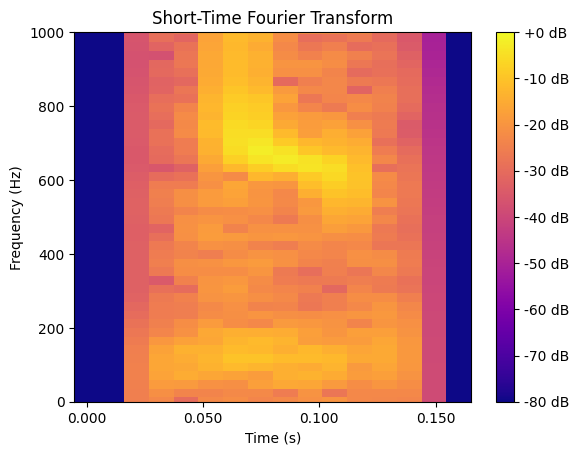 Short-Time Fourier Transform
Frequency (Hz)
1000
800
600
400
200
0
0.000
0.050
0.100
0.150
Time (s)
+0 dB
-10 dB
-20 dB
-30 dB
-40 dB
-50 dB
-60 dB
-70 dB
-80 dB